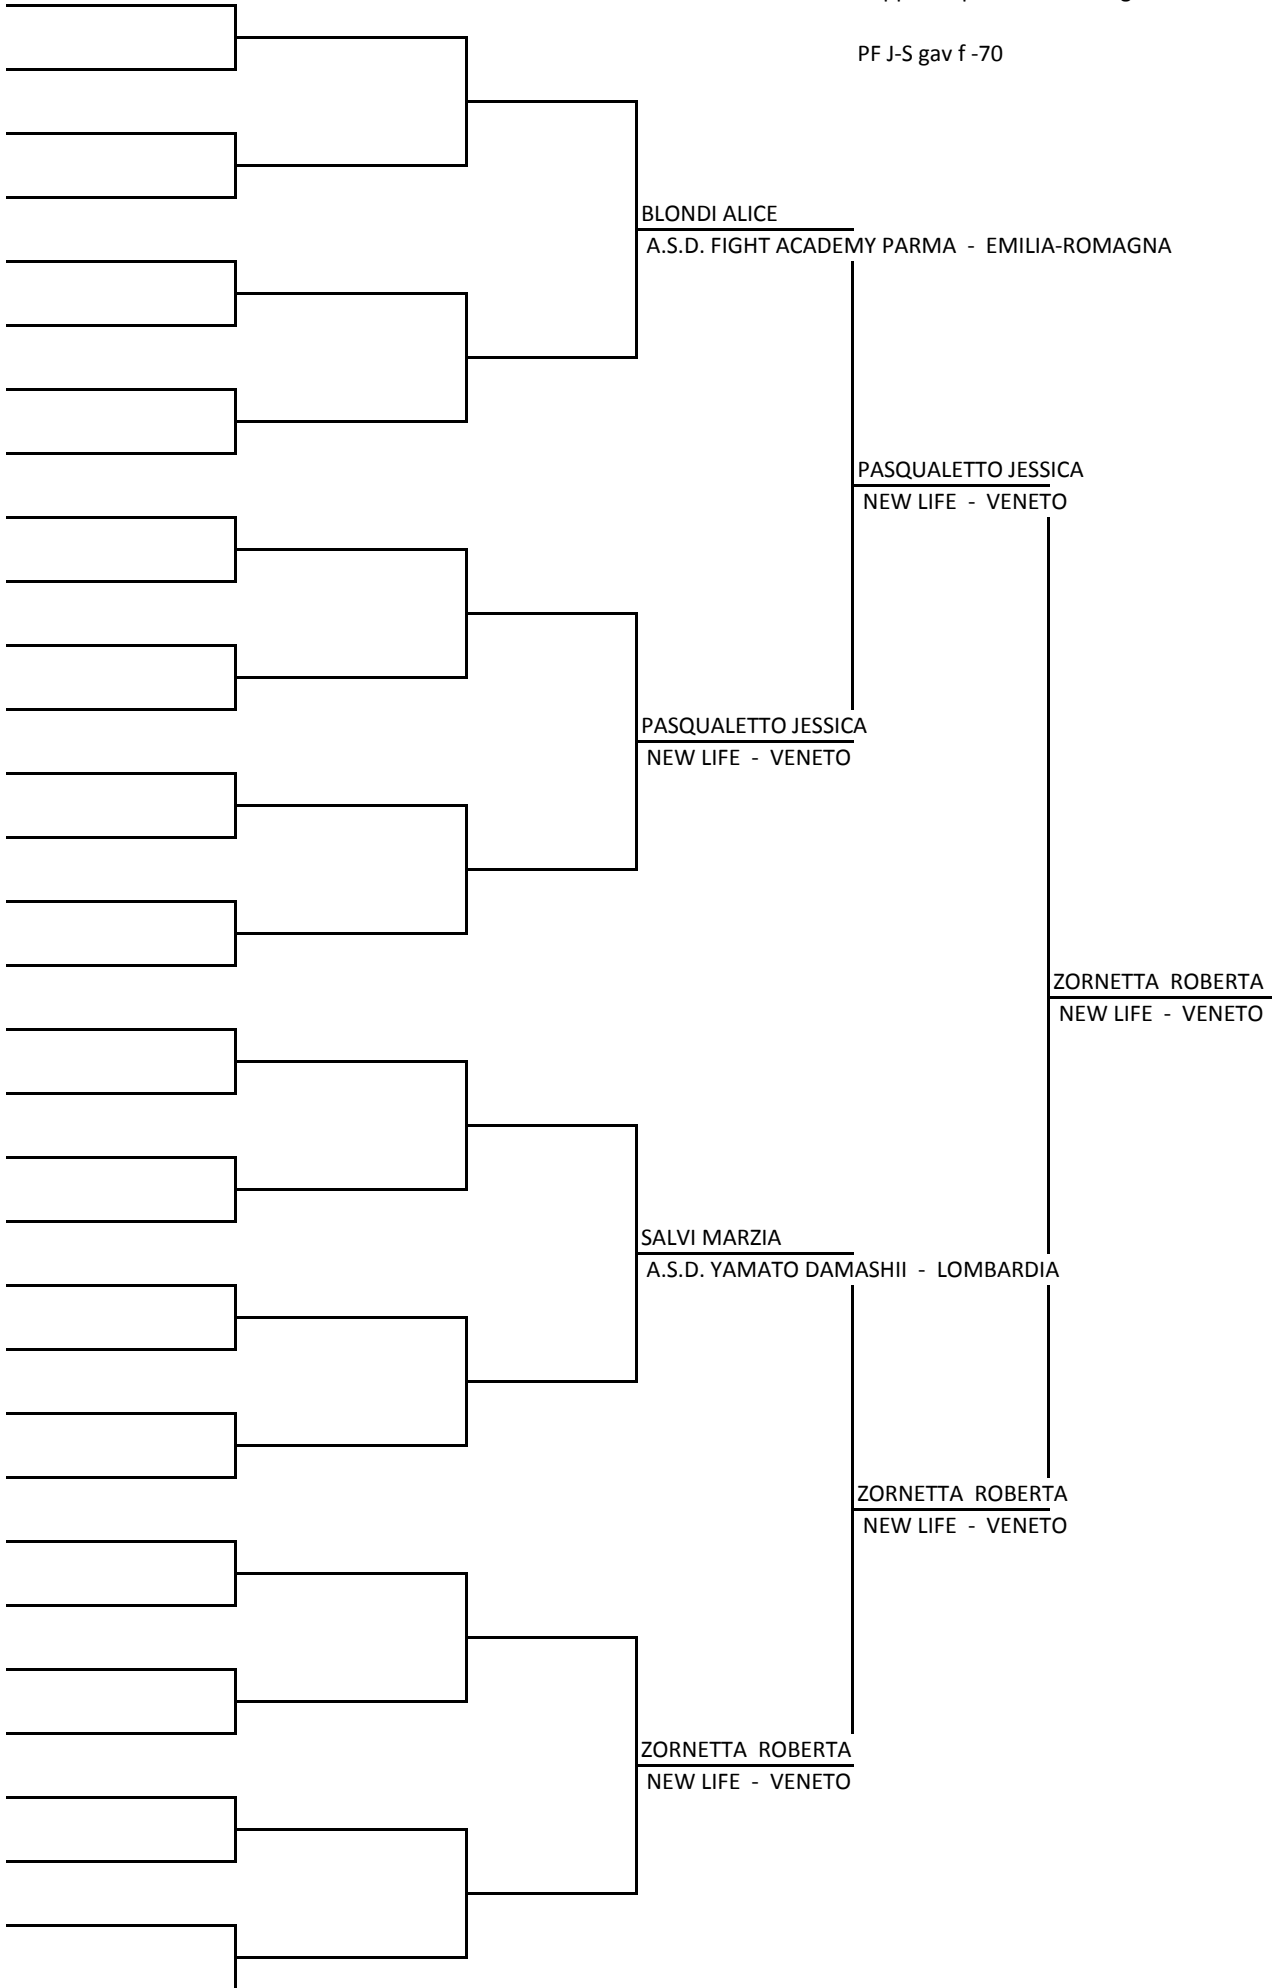 PF J-S gav f -70
BLONDI ALICE
A.S.D. FIGHT ACADEMY PARMA - EMILIA-ROMAGNA
PASQUALETTO JESSICA
NEW LIFE - VENETO
PASQUALETTO JESSICA
NEW LIFE - VENETO
ZORNETTA ROBERTA
NEW LIFE - VENETO
SALVI MARZIA
A.S.D. YAMATO DAMASHII - LOMBARDIA
ZORNETTA ROBERTA
NEW LIFE - VENETO
ZORNETTA ROBERTA
NEW LIFE - VENETO